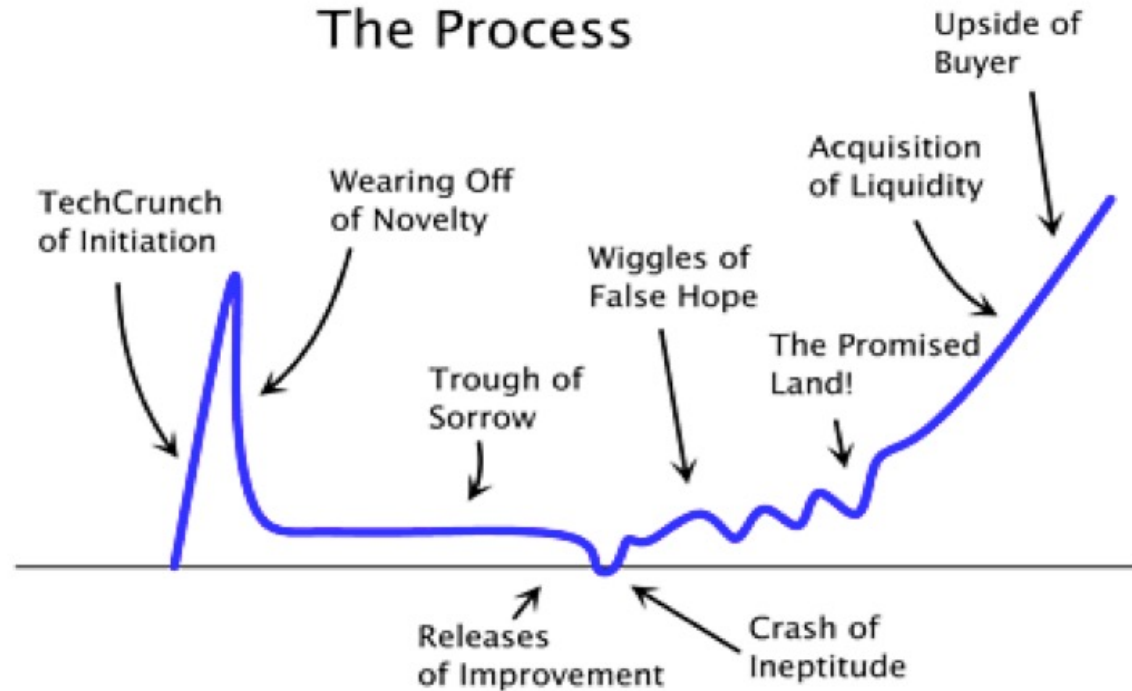 The Process
Upside of
Buyer
Acquisition
of Liquidity
Wearing Off
of Novelty
TechCrunch
of Initiation
Wiggles of
False Hope
The Promised
Land!
Trough of
Sorrow
Releases
of Improvement
Crash of
Ineptitude